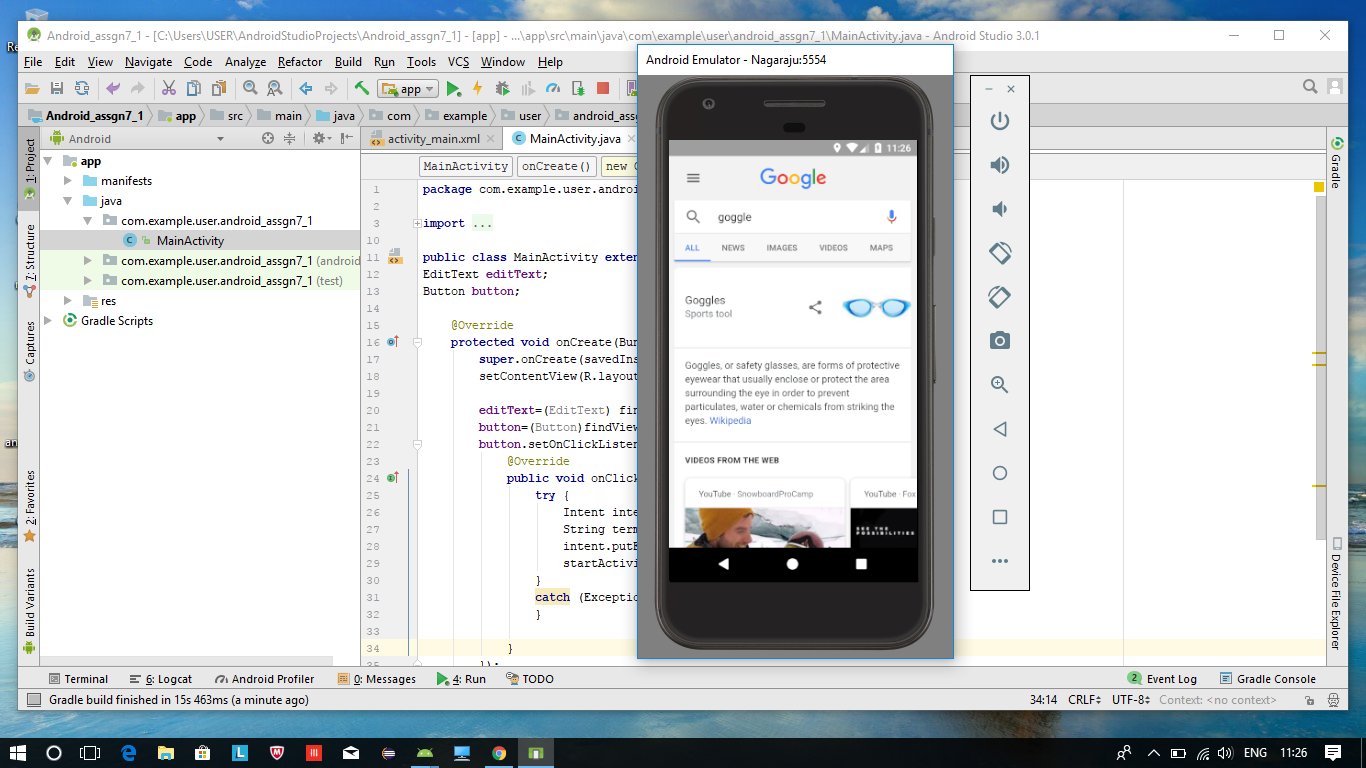 Re
Android_assgn7_1 - [C:\Users\USER\AndroidStudioProjects\Android_assgn7_1] - [app] - ...\app\src\main\java\com\example\user\android_assgn7_1\MainActivity.java - Android Studio 3.0.1
File Edit View Navigate Code Analyze Refactor Build Run Tools VCS Window Help
app
Android_assgn7_1 app src main java com example user android_assg
Android
activity_main.xml
MainActivity.java
1: Project
7: Structure
Captures
2: Favorites
Build Variants
app
manifests
java
com.example.user.android_assgn7_1
MainActivity
com.example.user.android_assgn7_1 (android
com.example.user.android_assgn7_1 (test)
res
Gradle Scripts
MainActivity onCreate() new
1 package com.example.user.androi
3 import ...
10
11 public class MainActivity exten
12 EditText editText;
13 Button button;
14
15 @Override
16 protected void onCreate(Bun
17 super.onCreate(savedIns
18 setContentView(R.layout
19
20 editText=(EditText) fin
21 button=(Button)findView
22 button.setOnClickListen
23 @Override
24 public void onClick
25 try {
26 Intent inte
27 String term
28 intent.putE
29 startActivi
30 }
31 catch (Exceptio
32 }
33
34 }
35 });
Android Emulator - Nagaraju:5554
11:26
Google
goggle
ALL NEWS IMAGES VIDEOS MAPS
Goggles
Sports tool
Goggles, or safety glasses, are forms of protective
eyewear that usually enclose or protect the area
surrounding the eye in order to prevent
particulates, water or chemicals from striking the
eyes. Wikipedia
VIDEOS FROM THE WEB
YouTube · SnowboardProCamp
YouTube · Fox
SEE THE
POSSIBILITIES
Gradle
Device File Explorer
Terminal 6: Logcat Android Profiler 0: Messages 4: Run TODO 2 Event Log Gradle Console
Gradle build finished in 15s 463ms (a minute ago) 34:14 CRLF UTF-8 Context: <no context>
L
ENG 11:26